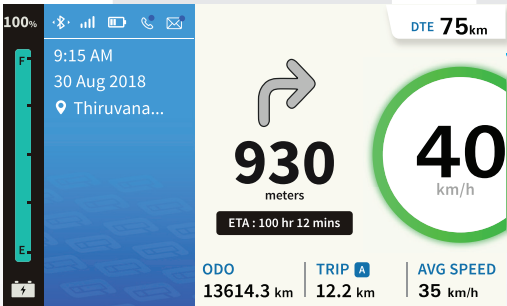 100%
F
E
9:15 AM
30 Aug 2018
Thiruvana...
DTE 75km
930
meters
ETA : 100 hr 12 mins
40
km/h
ODO
13614.3 km
TRIP A
12.2 km
AVG SPEED
35 km/h